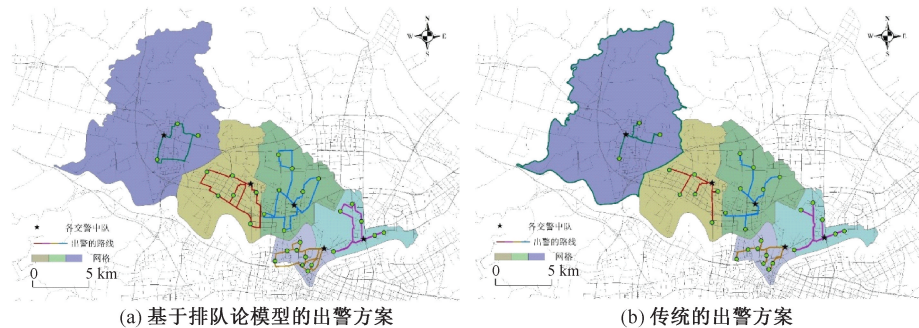 (a)
N
W E
S
各交警中队
出警的路线
网格
0 5 km
(a) 基于排队论模型的出警方案
(b)
N
W E
S
各交警中队
出警的路线
网格
0 5 km
(b) 传统的出警方案